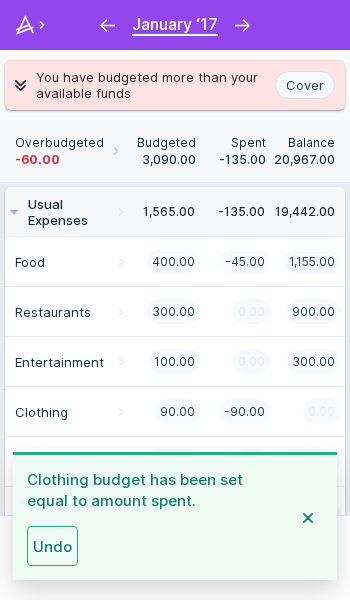 January ‘17
You have budgeted more than your
available funds
Cover
Overbudgeted Budgeted Spent Balance
-60.00 3,090.00 -135.00 20,967.00
Usual
Expenses
1,565.00 -135.00 19,442.00
Food 400.00 -45.00 1,155.00
Restaurants 300.00 0.00 900.00
Entertainment 100.00 0.00 300.00
Clothing 90.00 -90.00 0.00
Clothing budget has been set
equal to amount spent.
Undo